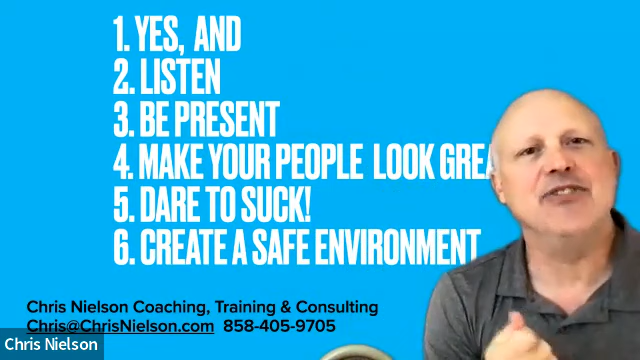 1. YES, AND
2. LISTEN
3. BE PRESENT
4. MAKE YOUR PEOPLE LOOK GREA
5. DARE TO SUCK!
6. CREATE A SAFE ENVIRONMENT
Chris Nielson Coaching, Training & Consulting
Chris@ChrisNielson.com 858-405-9705
Chris Nielson